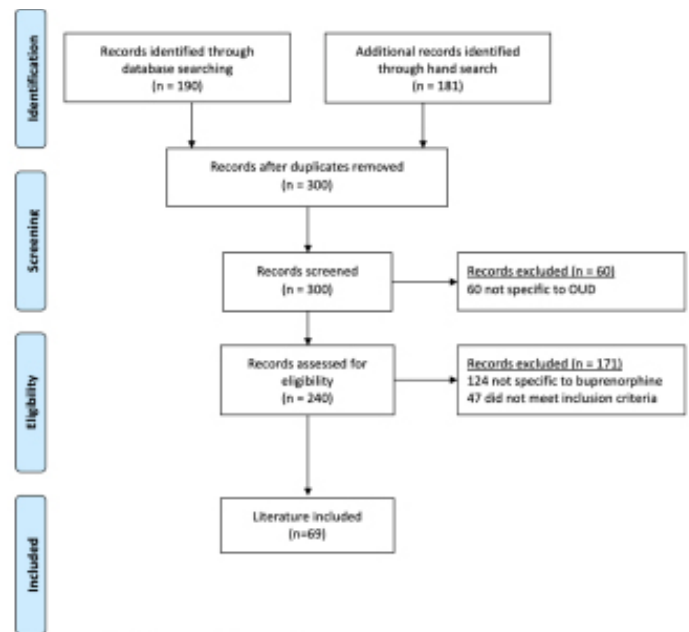 Identification
Records identified through
database searching
(n = 190)
Additional records identified
through hand search
(n = 181)
Records after duplicates removed
(n = 300)
Screening
Records screened
(n = 300)
Records excluded (n = 60)
60 not specific to OUD
Eligibility
Records assessed for
eligibility
(n = 240)
Records excluded (n = 171)
124 not specific to buprenorphine
47 did not meet inclusion criteria
Included
Literature included
(n=69)